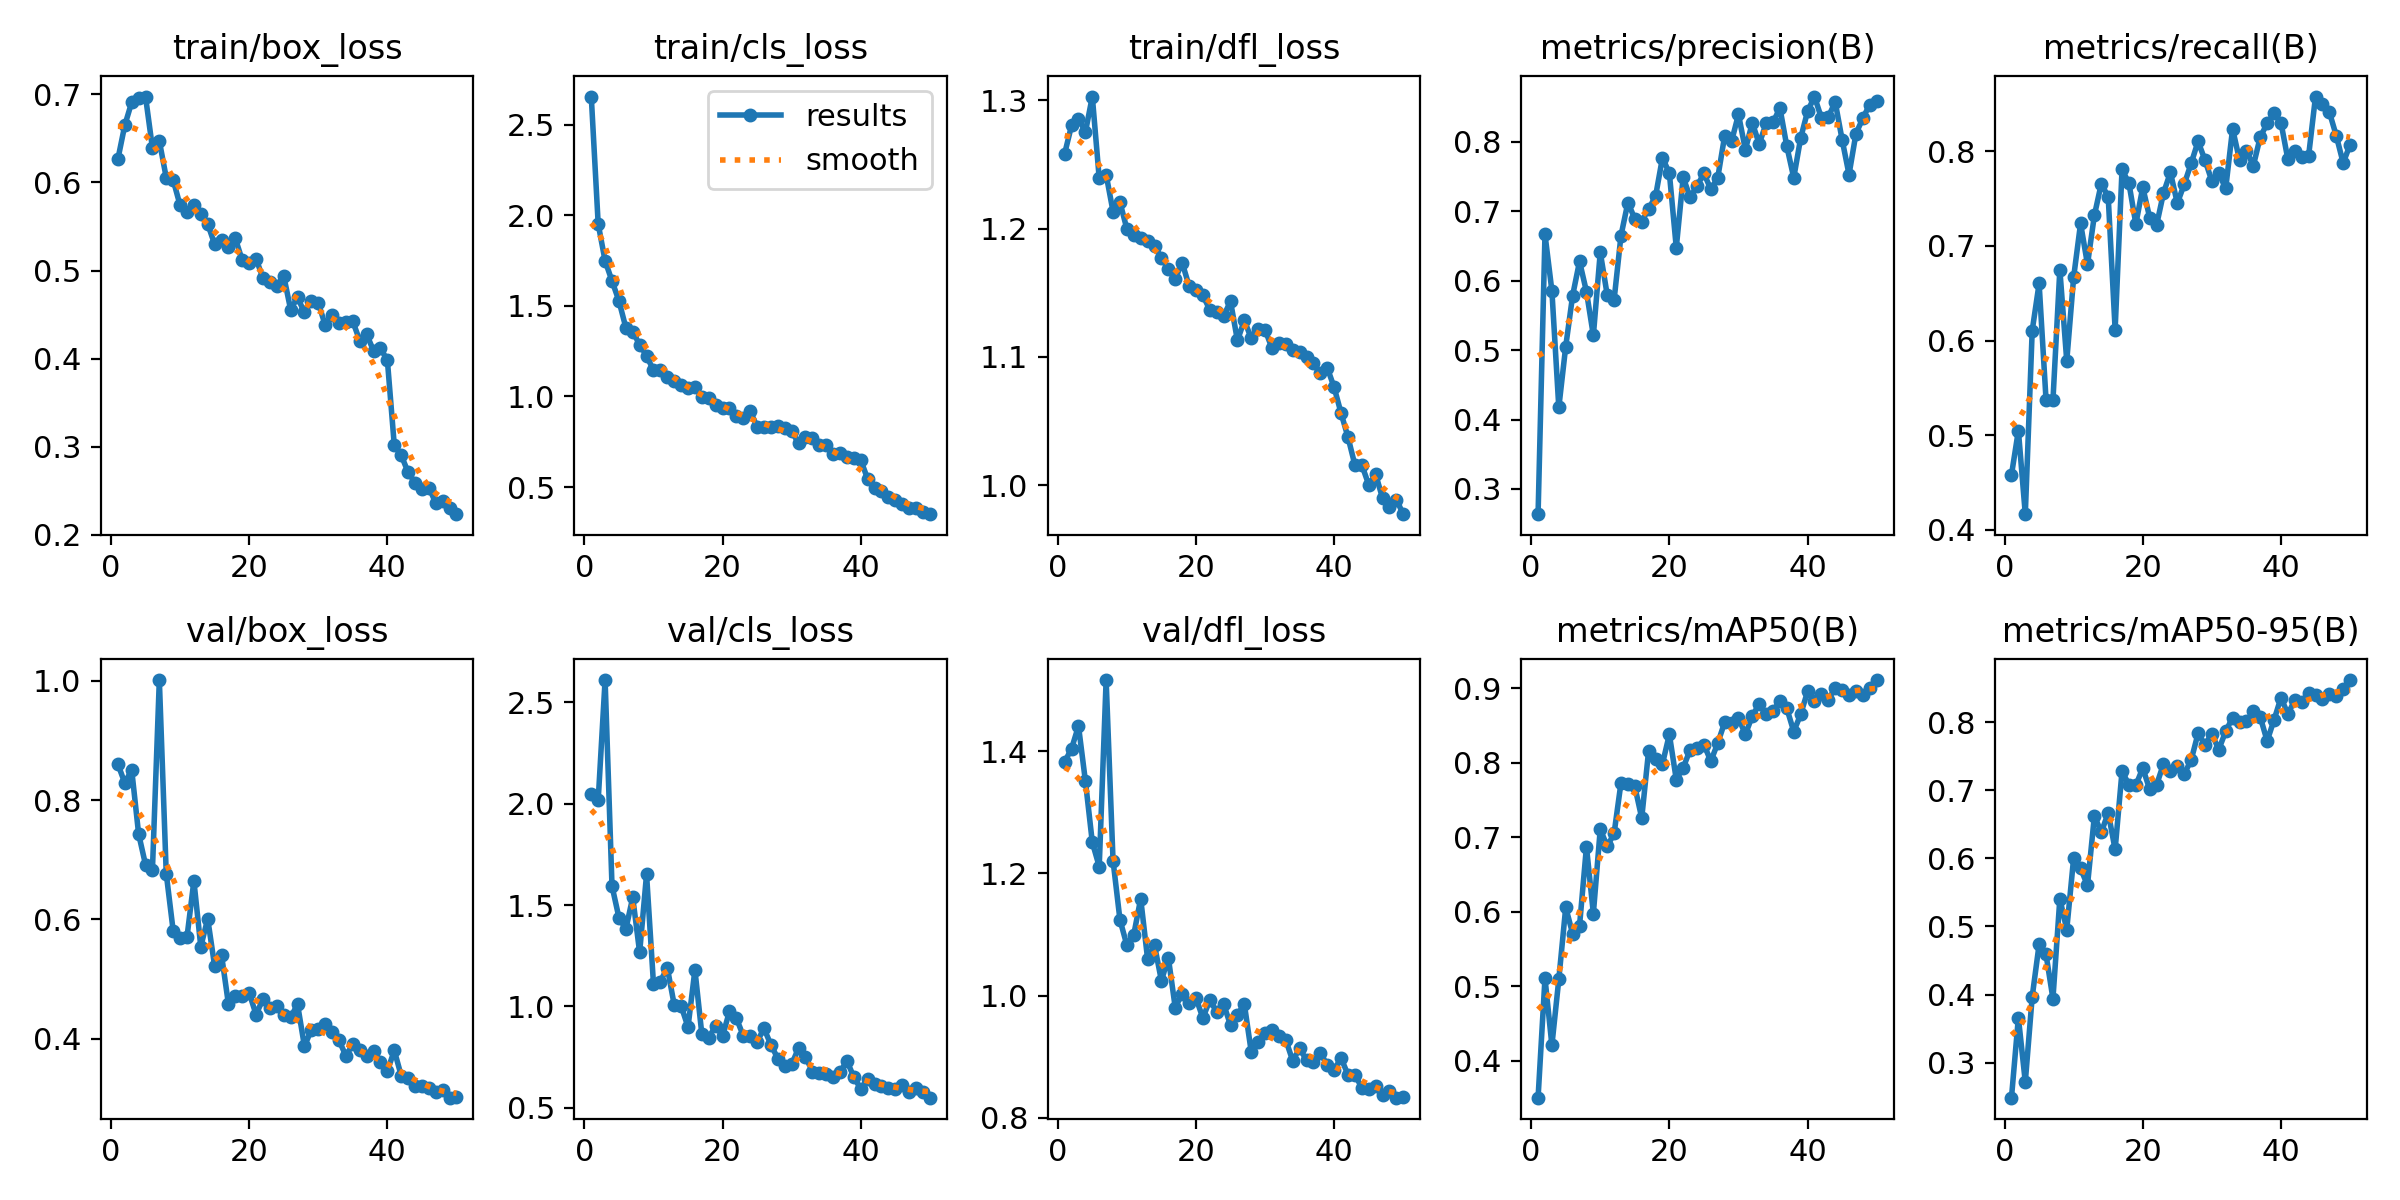 train/box_loss
0.7
0.6
0.5
0.4
0.3
0.2
0 20 40
train/cls_loss
results
smooth
2.5
2.0
1.5
1.0
0.5
0 20 40
train/dfl_loss
1.3
1.2
1.1
1.0
0 20 40
metrics/precision(B)
0.8
0.7
0.6
0.5
0.4
0.3
0 20 40
metrics/recall(B)
0.8
0.7
0.6
0.5
0.4
0 20 40
val/box_loss
1.0
0.8
0.6
0.4
0 20 40
val/cls_loss
2.5
2.0
1.5
1.0
0.5
0 20 40
val/dfl_loss
1.4
1.2
1.0
0.8
0 20 40
metrics/mAP50(B)
0.9
0.8
0.7
0.6
0.5
0.4
0 20 40
metrics/mAP50-95(B)
0.8
0.7
0.6
0.5
0.4
0.3
0 20 40